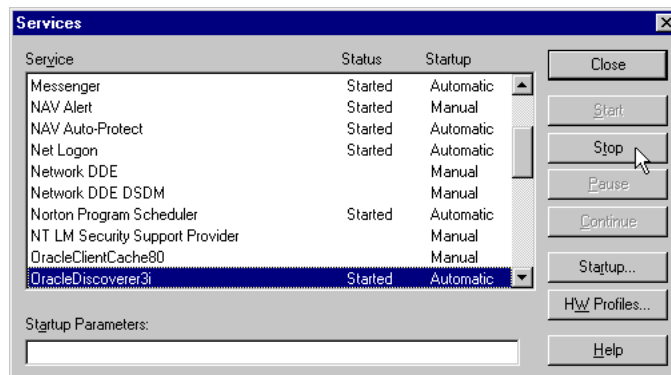 Services
Service Status Startup
Messenger Started Automatic
NAV Alert Started Manual
NAV Auto-Protect Started Automatic
Net Logon Started Automatic
Network DDE Manual
Network DDE DSDM Manual
Norton Program Scheduler Started Automatic
NT LM Security Support Provider Manual
OracleClientCache80 Manual
OracleDiscoverer3i Started Automatic
Startup Parameters:
Close
Start
Stop
Pause
Continue
Startup...
HW Profiles...
Help